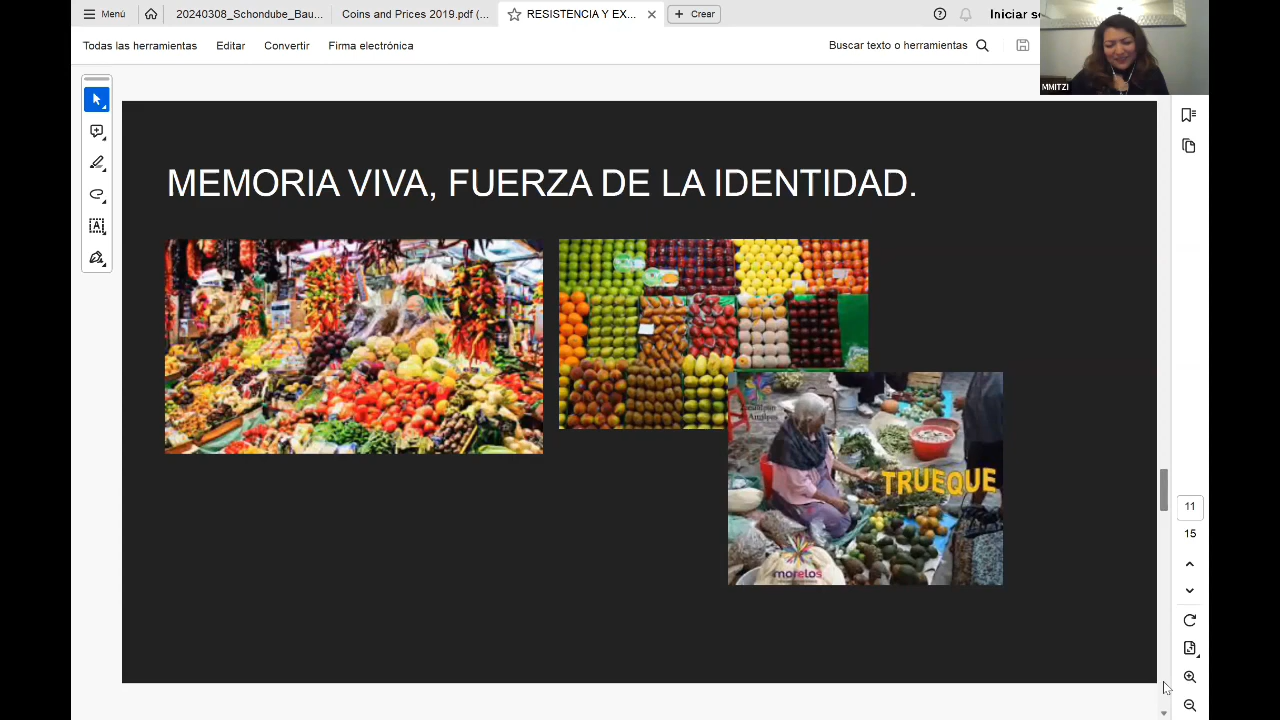 Menú
20240308_Schondube_Bau...
Coins and Prices 2019.pdf (...
RESISTENCIA Y EX...
Crear
Iniciar se
Todas las herramientas
Editar
Convertir
Firma electrónica
Buscar texto o herramientas
MMITZI
MEMORIA VIVA, FUERZA DE LA IDENTIDAD.
TRUEQUE
morelos
11
15